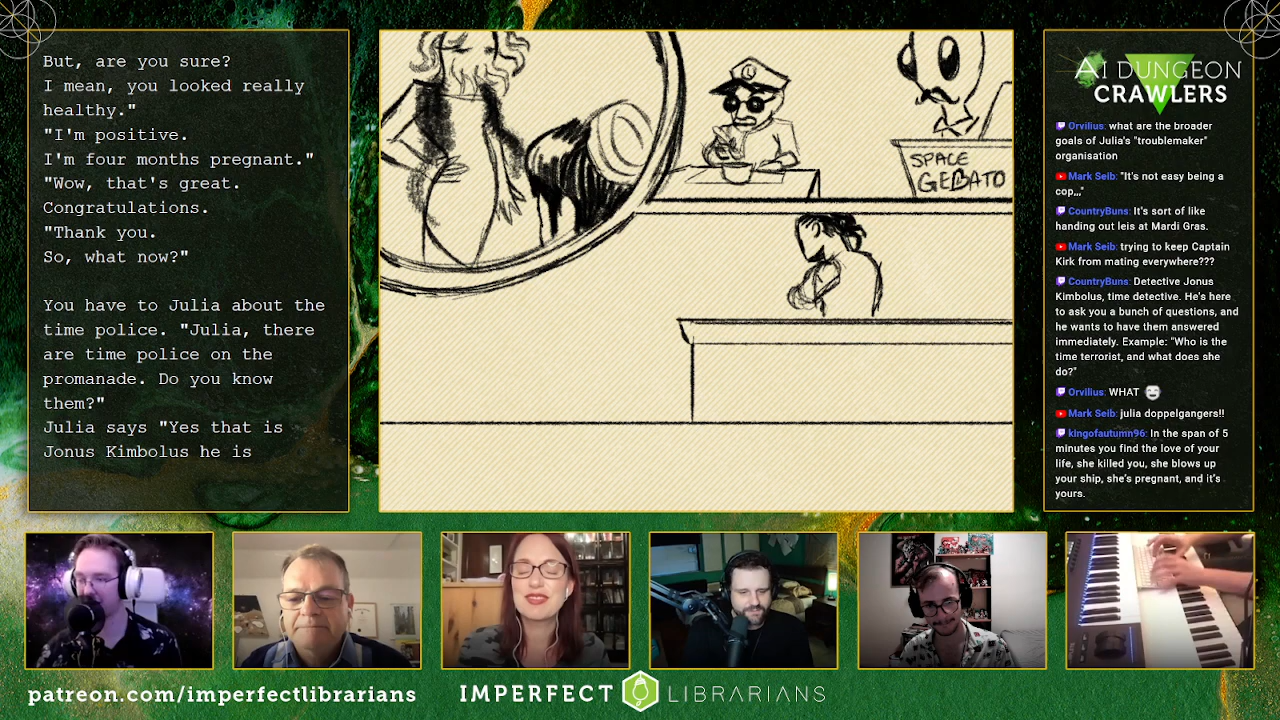 But, are you sure?
I mean, you looked really
healthy."
"I'm positive.
I'm four months pregnant."
"Wow, that's great.
Congratulations.
"Thank you.
So, what now?"
You have to Julia about the
time police. "Julia, there
are time police on the
promanade. Do you know
them?"
Julia says "Yes that is
Jonus Kimbolus he is
SPACE
GELBATO
AI DUNGEON
CRAWLERS
Orvilius: what are the broader
goals of Julia's "troublemaker"
organisation
Mark Seib: "It's not easy being a
cop,,,"
CountryBuns: It's sort of like
handing out leis at Mardi Gras.
Mark Seib: trying to keep Captain
Kirk from mating everywhere???
CountryBuns: Detective Jonus
Kimbolus, time detective. He's here
to ask you a bunch of questions, and
he wants to have them answered
immediately. Example: "Who is the
time terrorist, and what does she
do?"
Orvilius: WHAT
Mark Seib: julia doppelgangers!!
kingofautumn96: In the span of 5
minutes you find the love of your
life, she killed you, she blows up
your ship, she's pregnant, and it's
yours.
patreon.com/imperfectlibrarians
IMPERFECT LIBRARIANS